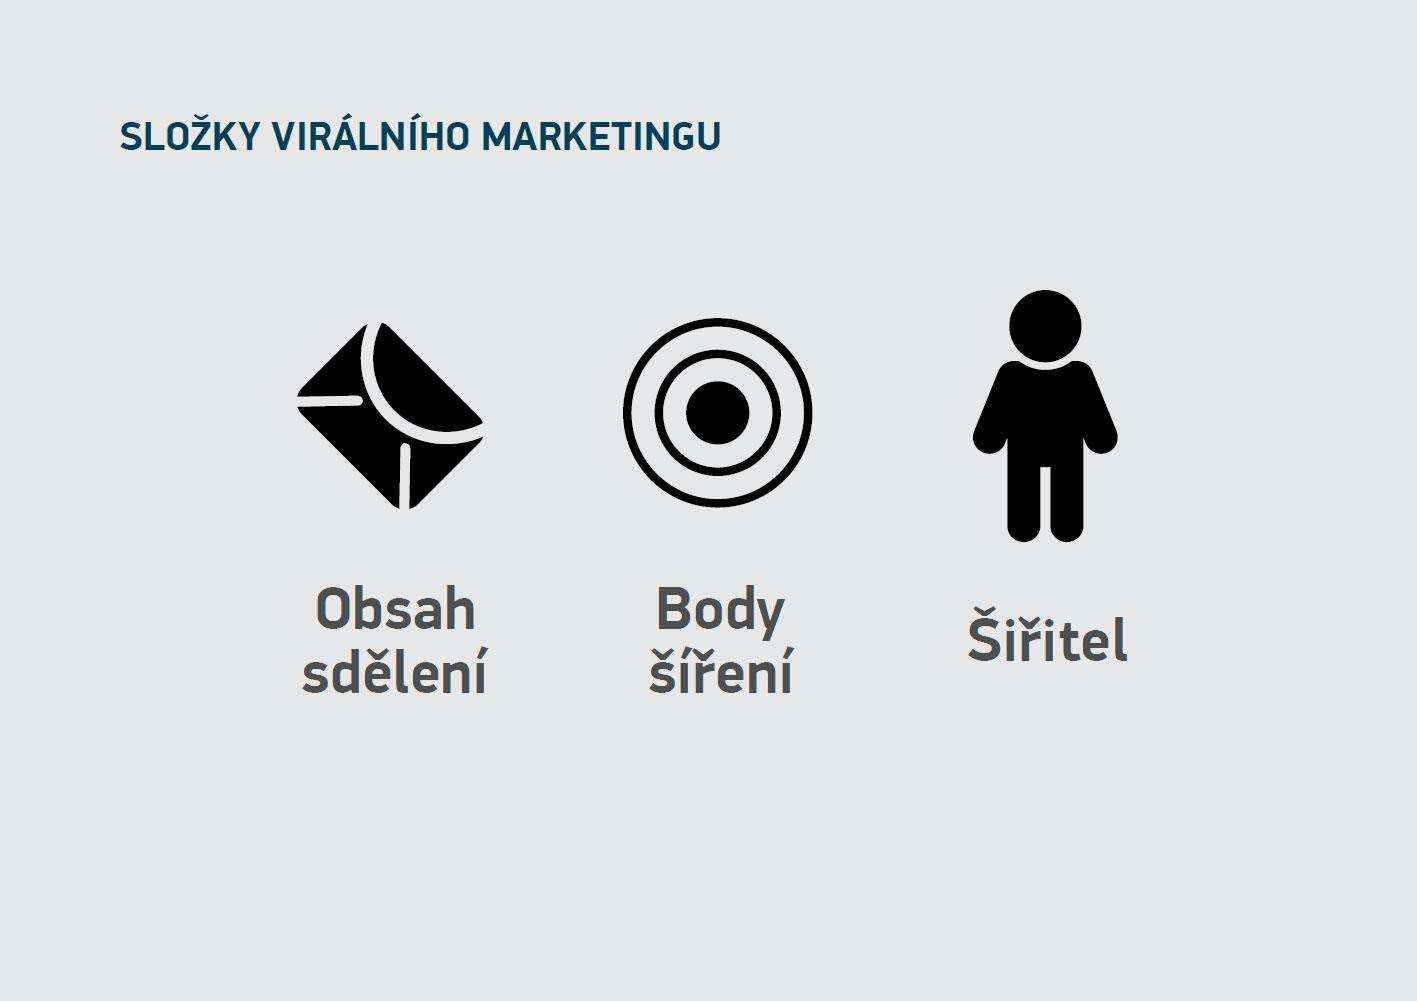 SLOŽKY VIRÁLNÍHO MARKETINGU
Obsah
sdělení
Body
šíření
Šiřitel